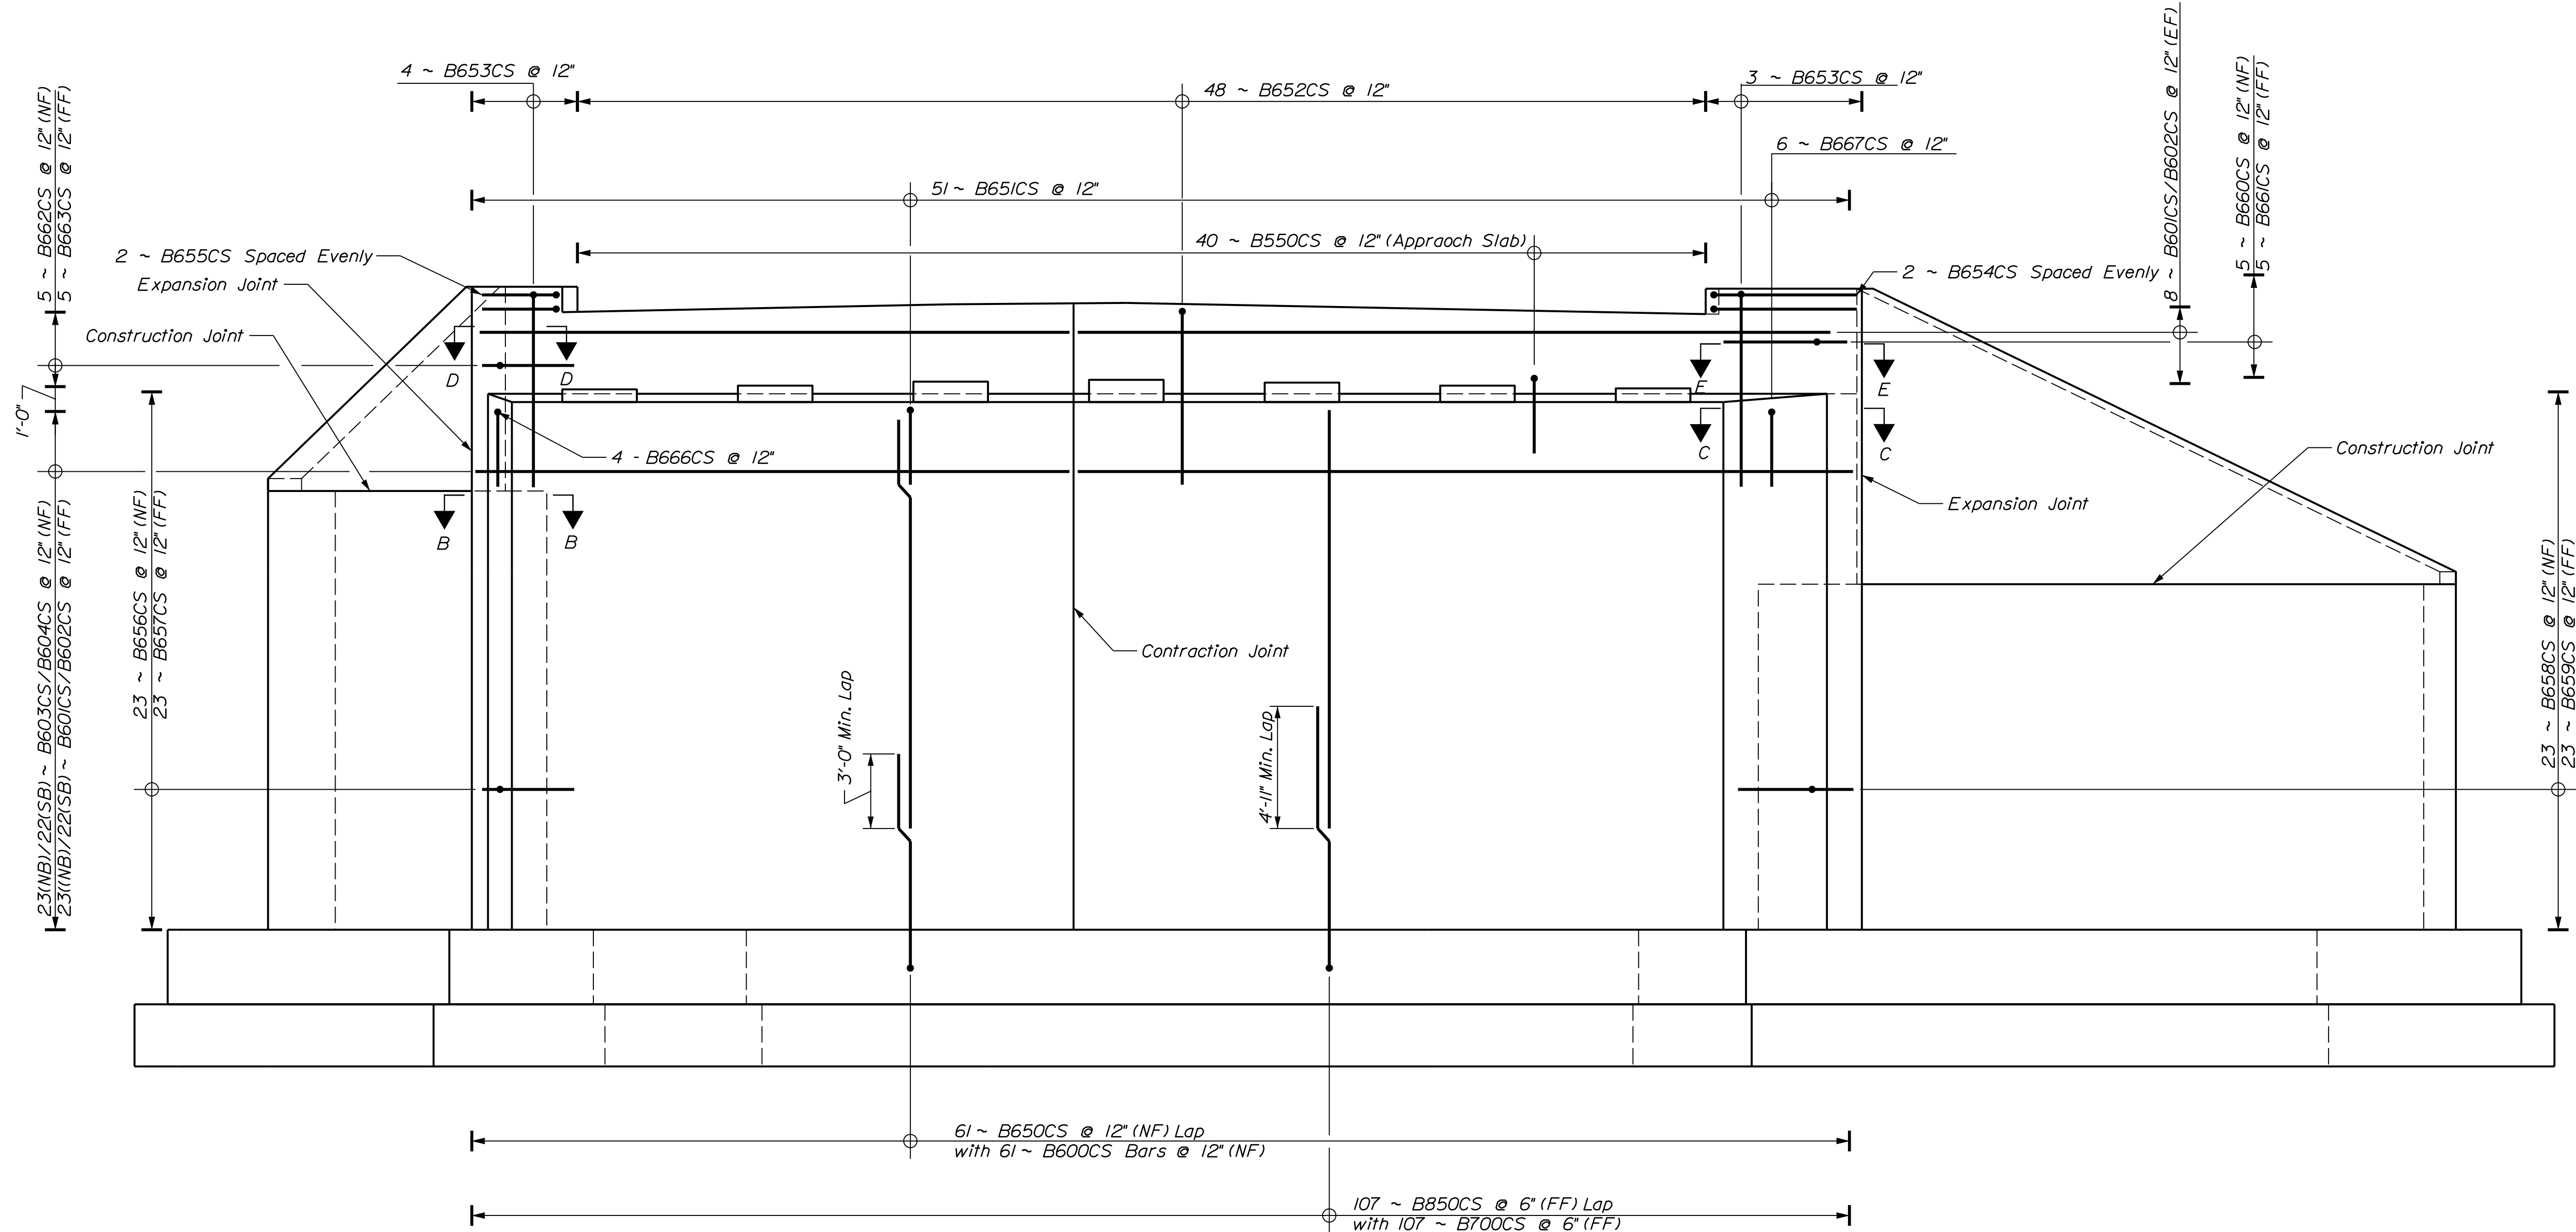 4 ~ B653CS @ 12"
48 ~ B652CS @ 12"
3 ~ B653CS @ 12"
6 ~ B667CS @ 12"
51 ~ B651CS @ 12"
40 ~ B550CS @ 12" (Appraoch Slab)
5 ~ B662CS @ 12" (NF)
5 ~ B663CS @ 12" (FF)
8 ~ B601CS/B602CS @ 12" (EF)
5 ~ B660CS @ 12" (NF)
5 ~ B661CS @ 12" (FF)
2 ~ B655CS Spaced Evenly
Expansion Joint
Construction Joint
2 ~ B654CS Spaced Evenly
D
D
E
E
1'-0"
4 - B666CS @ 12"
C
C
Construction Joint
Expansion Joint
B
B
23(NB)/22(SB) ~ B603CS/B604CS @ 12" (NF)
23((NB)/22(SB) ~ B601CS/B602CS @ 12" (FF)
23 ~ B656CS @ 12" (NF)
23 ~ B657CS @ 12" (FF)
Contraction Joint
3'-0" Min. Lap
4'-11" Min. Lap
23 ~ B658CS @ 12" (NF)
23 ~ B659CS @ 12" (FF)
61 ~ B650CS @ 12" (NF) Lap
with 61 ~ B600CS Bars @ 12" (NF)
107 ~ B850CS @ 6" (FF) Lap
with 107 ~ B700CS @ 6" (FF)